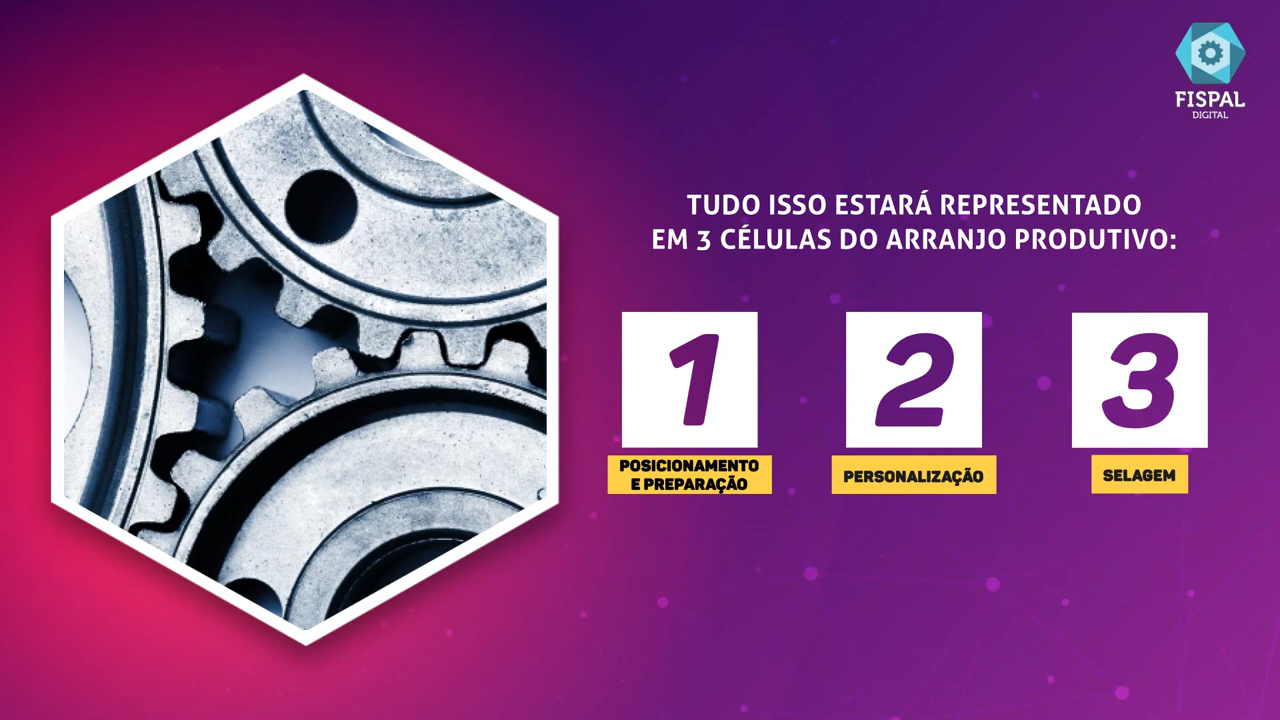 FISPAL
DIGITAL
TUDO ISSO ESTARÁ REPRESENTADO
EM 3 CÉLULAS DO ARRANJO PRODUTIVO:
1
POSICIONAMENTO
E PREPARAÇÃO
2
PERSONALIZAÇÃO
3
SELAGEM